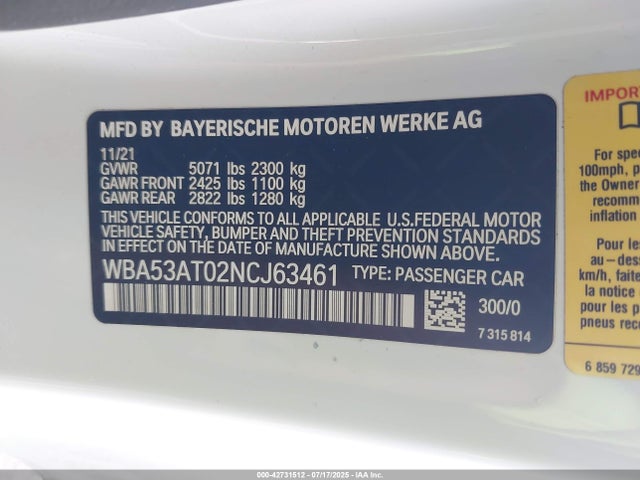 MFD BY BAYERISCHE MOTOREN WERKE AG
11/21
GVWR 5071 lbs 2300 kg
GAWR FRONT 2425 lbs 1100 kg
GAWR REAR 2822 lbs 1280 kg
THIS VEHICLE CONFORMS TO ALL APPLICABLE U.S.FEDERAL MOTOR
VEHICLE SAFETY, BUMPER AND THEFT PREVENTION STANDARDS
IN EFFECT ON THE DATE OF MANUFACTURE SHOWN ABOVE.
WBA53AT02NCJ63461 TYPE: PASSENGER CAR
300/0
7 315 814
IMPOR
For spe
100mph,
the Owner
recomm
inflation
Pour de
au – des
km/h, faite
la notice
pour les p
pneus reco
6 859 729
000-42731512 - 07/17/2025 - IAA Inc.